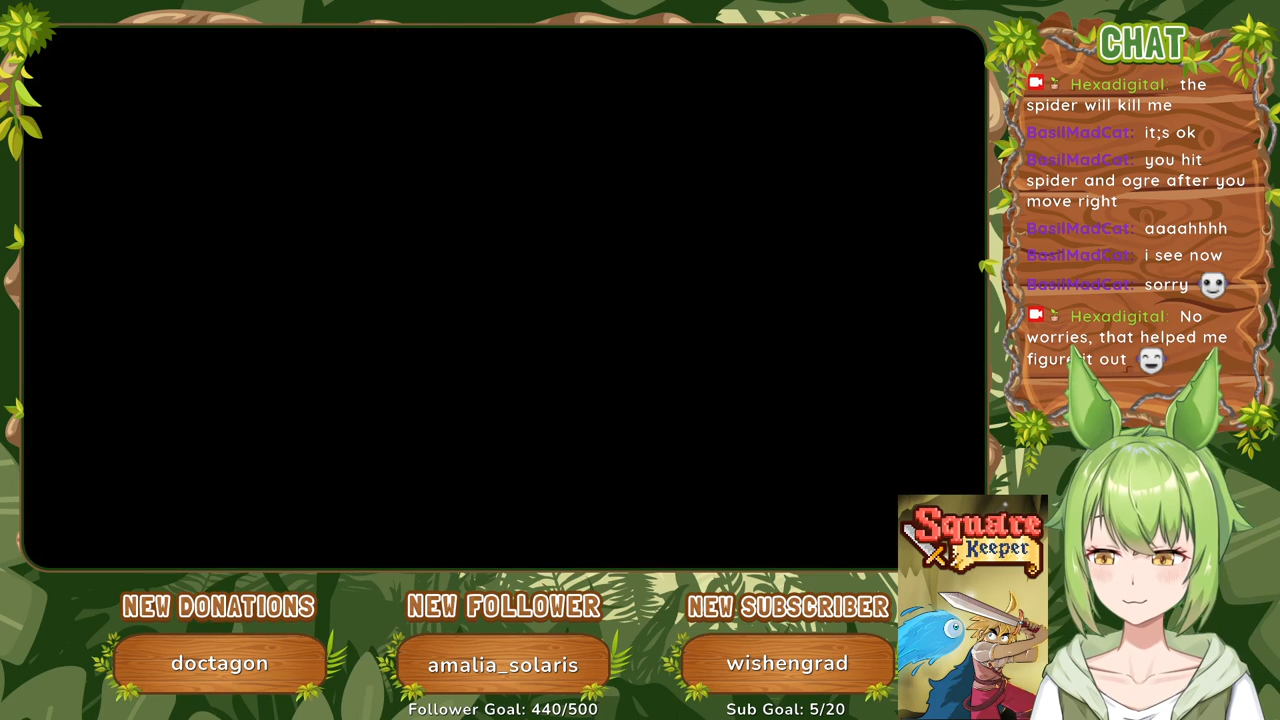 CHAT
Hexadigital: the
spider will kill me
BasilMadCat: it;s ok
BasilMadCat: you hit
spider and ogre after you
move right
BasilMadCat: aaaahhhh
BasilMadCat: i see now
BasilMadCat: sorry
Hexadigital: No
worries, that helped me
figure it out
Square
Keeper
NEW DONATIONS
doctagon
NEW FOLLOWER
amalia_solaris
Follower Goal: 440/500
NEW SUBSCRIBER
wishengrad
Sub Goal: 5/20